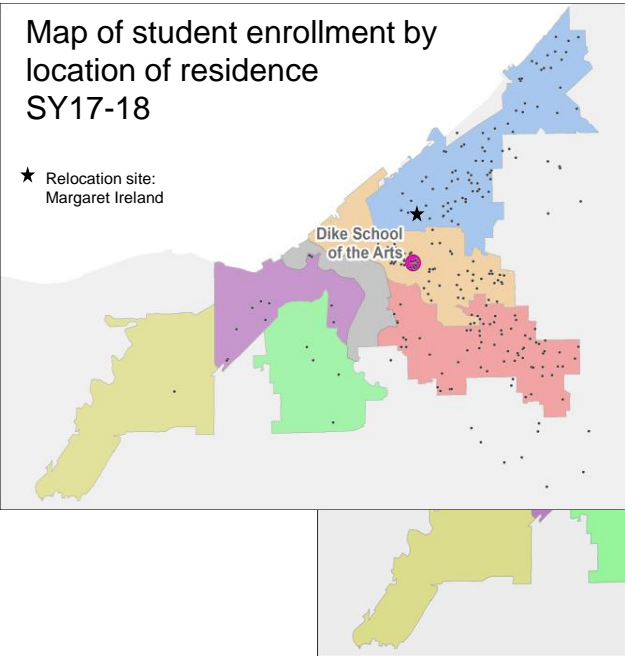 Map of student enrollment by
location of residence
SY17-18
★ Relocation site:
Margaret Ireland
Dike School
of the Arts